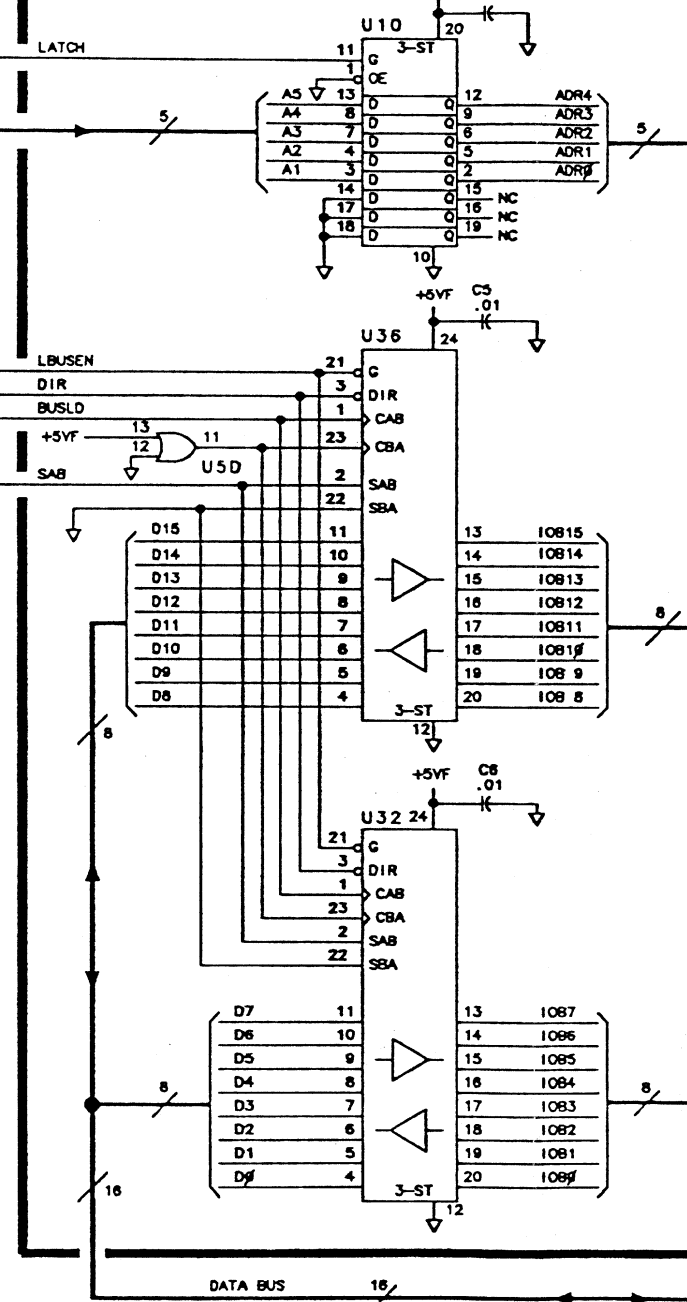 U10
20
3-ST
LATCH
11
G
1
OE
A5 13 D Q 12 ADR4
A4 8 D Q 9 ADR3
5
A3 7 D Q 6 ADR2
5
A2 4 D Q 5 ADR1
A1 3 D Q 2 ADR0
14 D Q 15 NC
17 D Q 16 NC
18 D Q 19 NC
10
+5VF
C5
.01
U36
24
LBUSEN 21 G
DIR 3 DIR
BUSLD 1 CAB
+5VF 13
12
11
23 CBA
U5D
SAB 2 SAB
22 SBA
D15 11 13 IOB15
D14 10 14 IOB14
D13 9 15 IOB13
D12 8 16 IOB12
D11 7 17 IOB11
8
D10 6 18 IOB10
D9 5 19 IOB 9
D8 4 20 IOB 8
3-ST
12
8
+5VF
C6
.01
U32
24
21 G
3 DIR
1 CAB
23 CBA
2 SAB
22 SBA
D7 11 13 IOB7
D6 10 14 IOB6
D5 9 15 IOB5
D4 8 16 IOB4
8
8
D3 7 17 IOB3
D2 6 18 IOB2
D1 5 19 IOB1
D0 4 20 IOB0
3-ST
16
12
DATA BUS
16